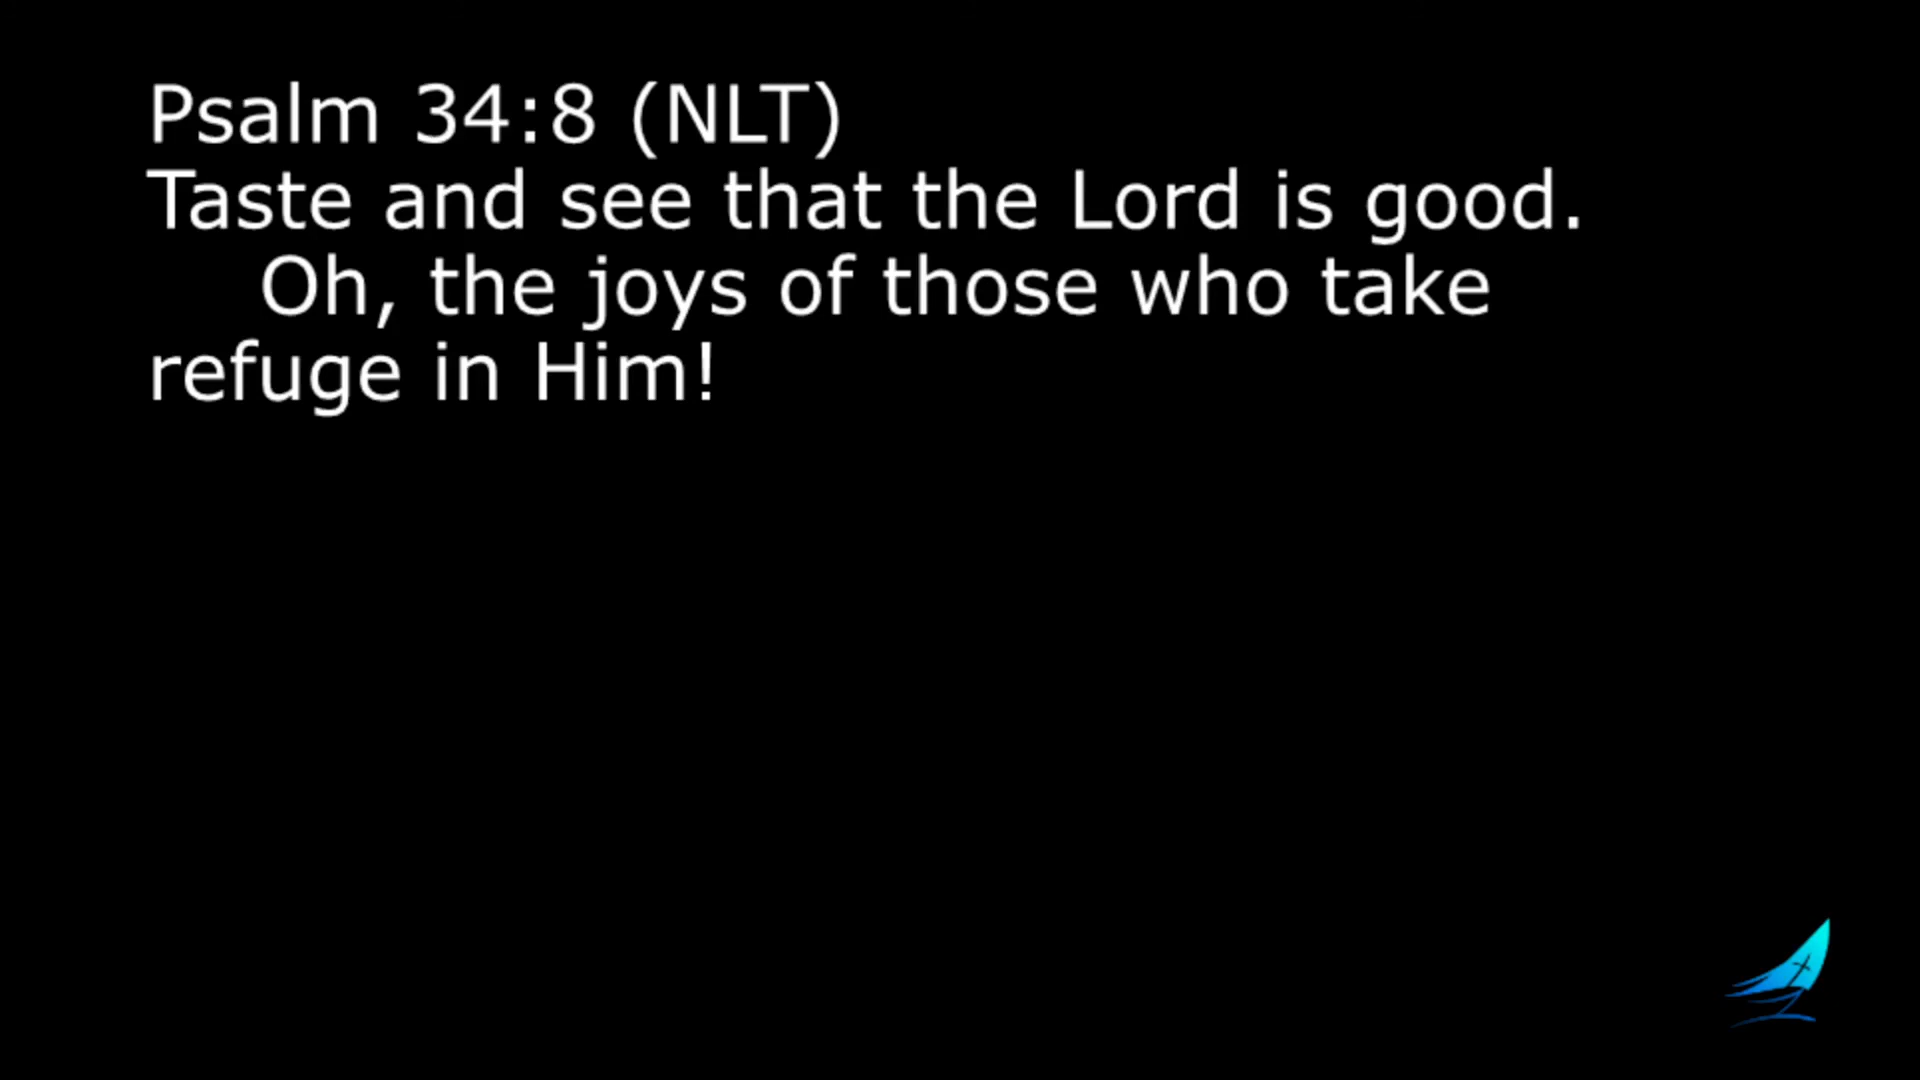 Psalm 34:8 (NLT)
Taste and see that the Lord is good.
Oh, the joys of those who take
refuge in Him!